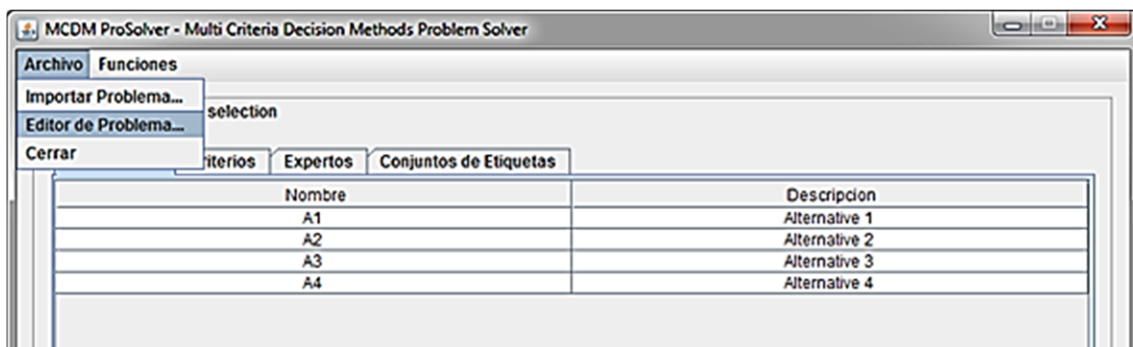 MCDM ProSolver - Multi Criteria Decision Methods Problem Solver
Archivo Funciones
Importar Problema...
selection
Editor de Problema...
Cerrar
riterios Expertos Conjuntos de Etiquetas
Nombre Descripcion
A1 Alternative 1
A2 Alternative 2
A3 Alternative 3
A4 Alternative 4